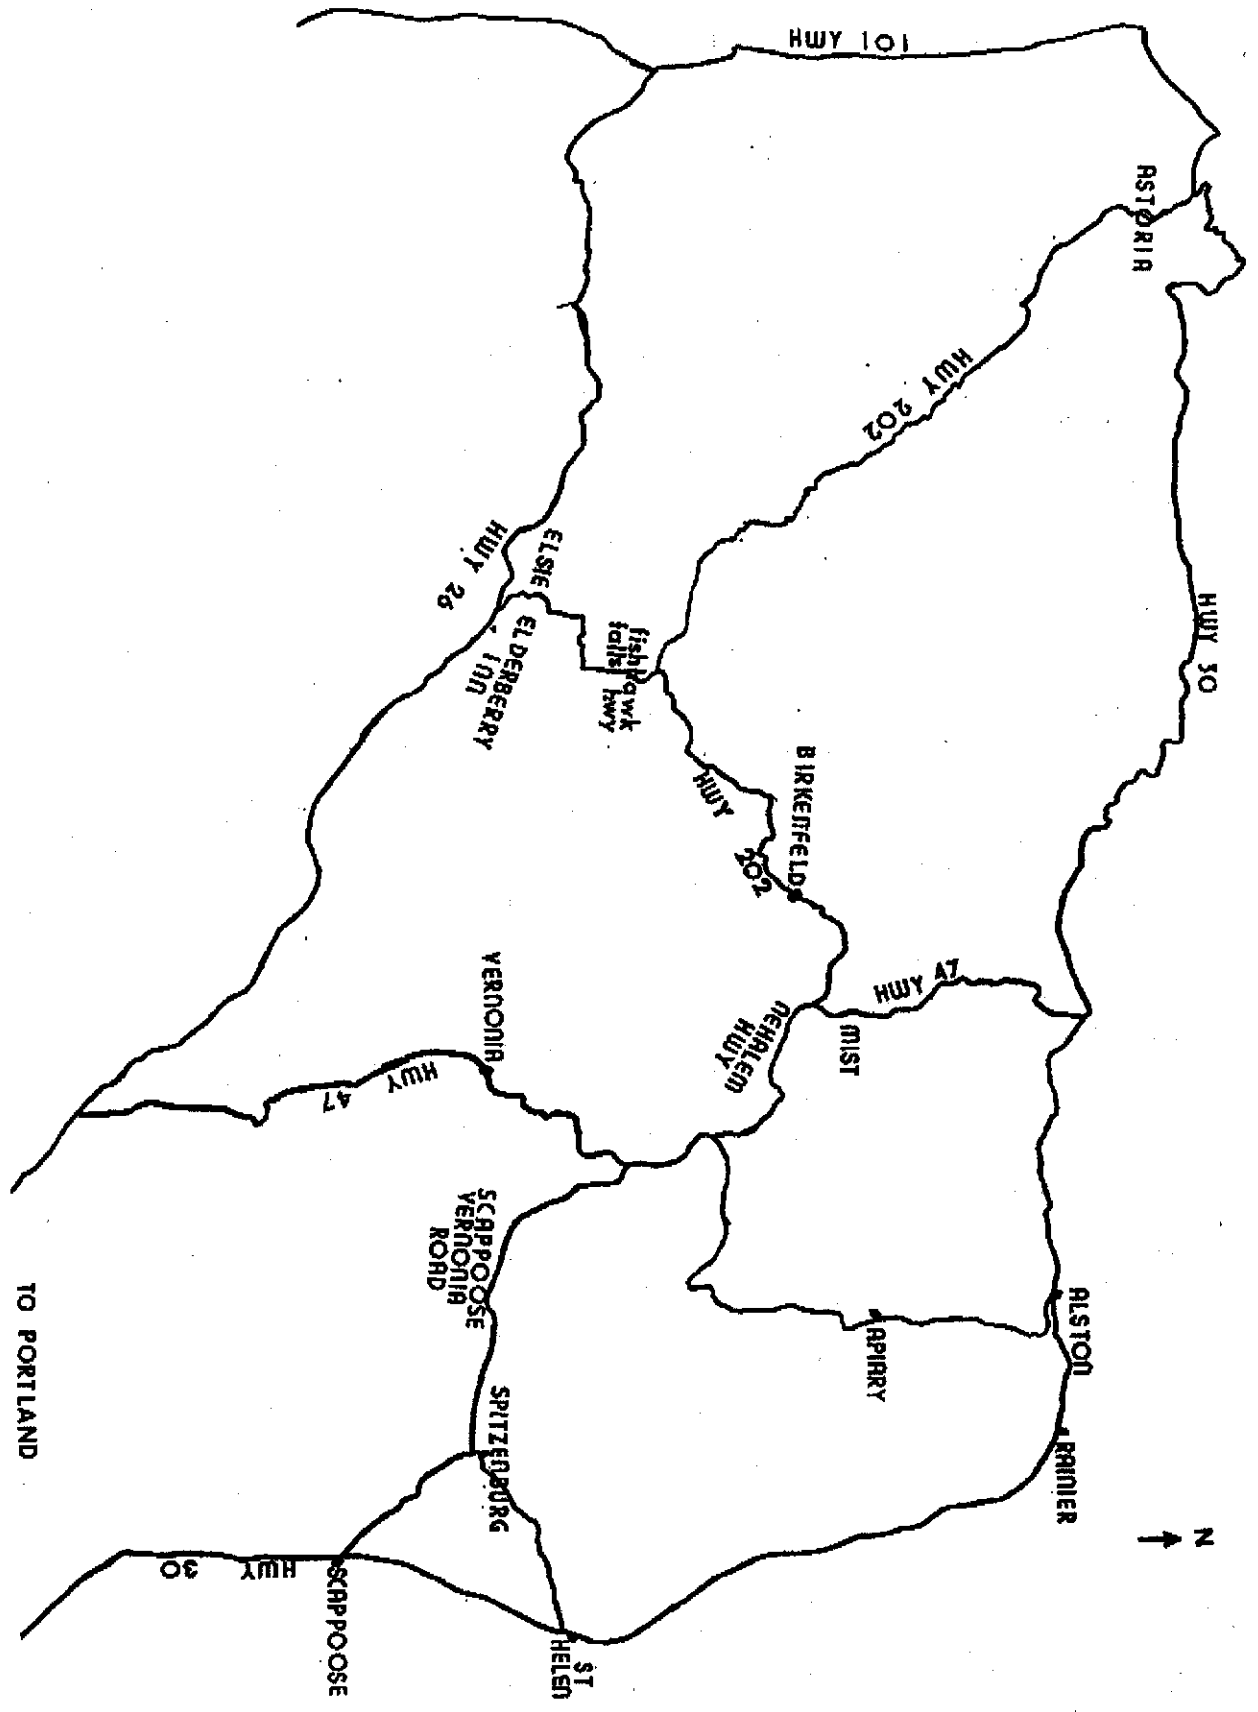 N
HWY 101
ASTORIA
HWY 30
HWY 202
HWY 26
ELSIE
ELDERBERRY
INN
fishhawk
falls hwy
HWY
202
BIRKENFELD
HWY 47
MIST
NEHALEM
HWY
VERNONIA
HWY 47
ALSTON
RAINIER
APIARY
SCAPPOOSE
VERNONIA
ROAD
SPITZENBURG
ST
HELEN
SCAPPOOSE
HWY 30
TO PORTLAND